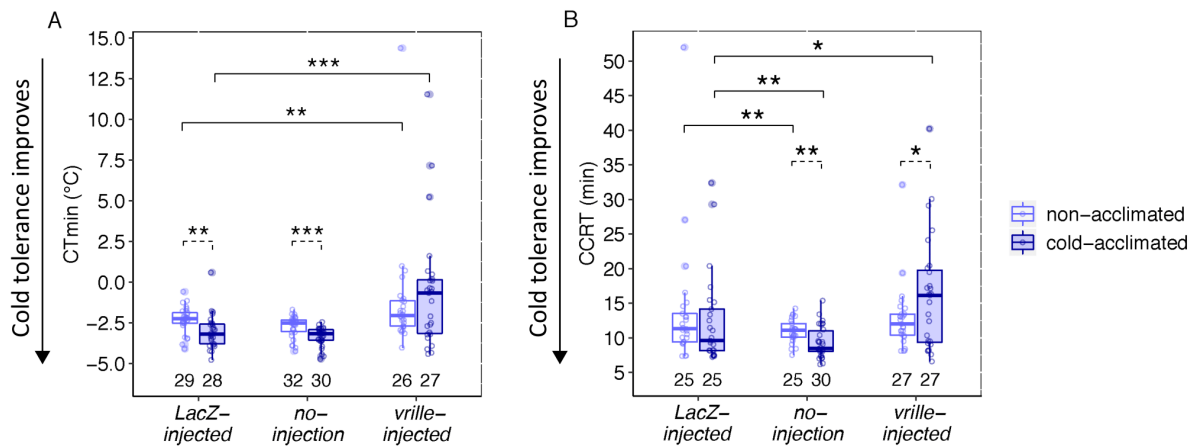 A
Cold tolerance improves
CTmin (°C)
15.0
12.5
10.0
7.5
5.0
2.5
0.0
−2.5
−5.0
***
**
**
***
29 28 32 30 26 27
LacZ−
injected
no−
injection
vrille−
injected
B
Cold tolerance improves
CCRT (min)
50
45
40
35
30
25
20
15
10
5
*
**
**
**
*
25 25 25 30 27 27
LacZ−
injected
no−
injection
vrille−
injected
non−acclimated
cold−acclimated